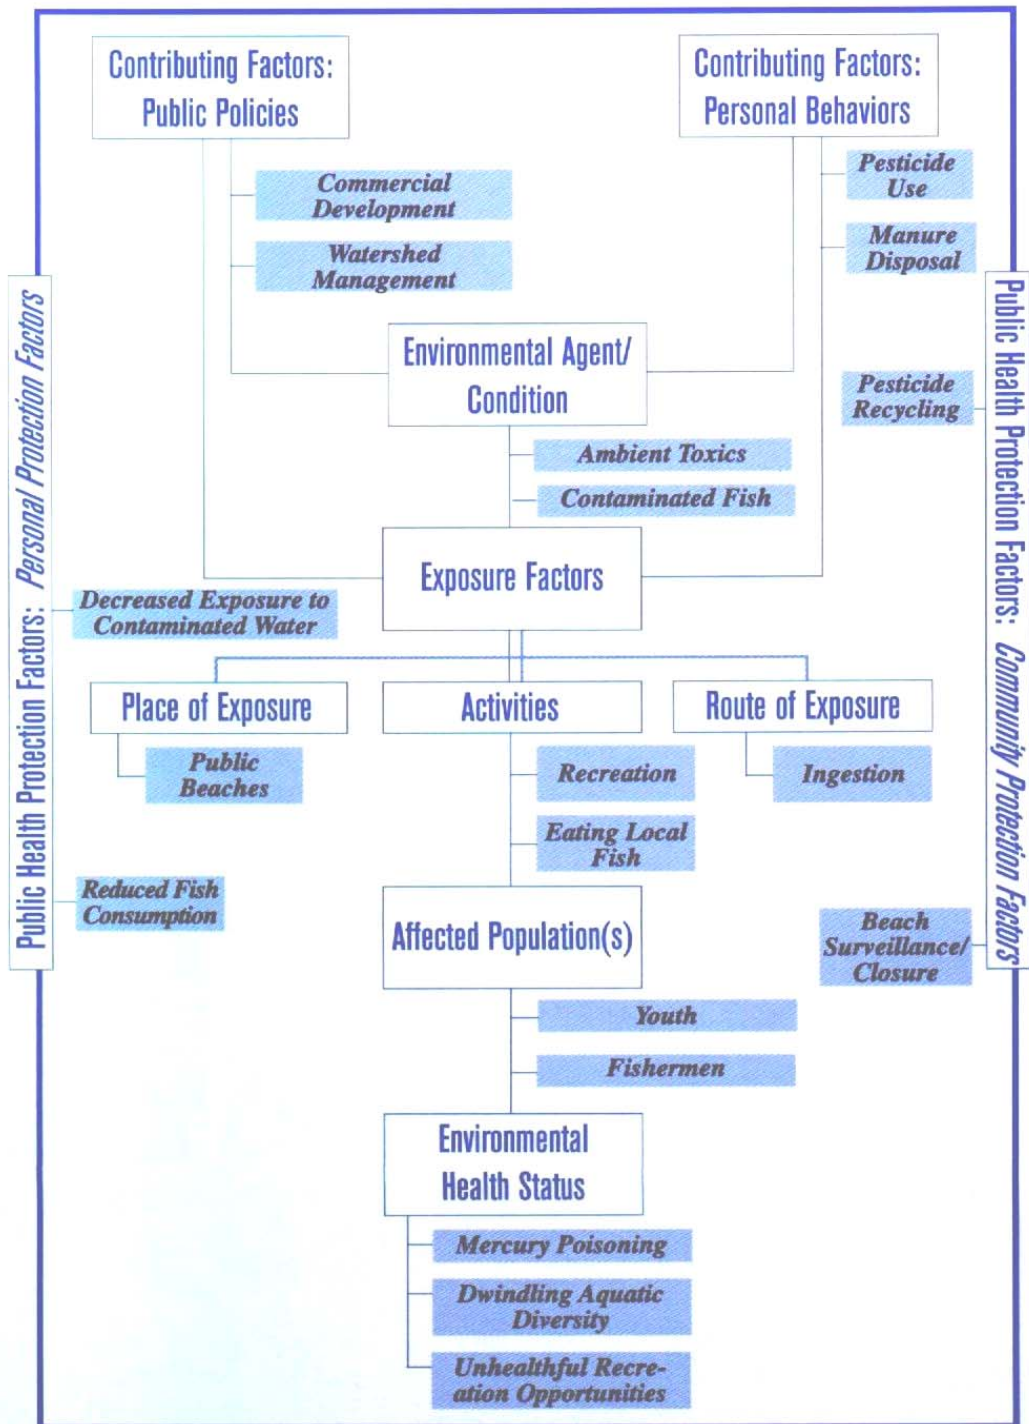 Contributing Factors:
Public Policies
Contributing Factors:
Personal Behaviors
Commercial
Development
Watershed
Management
Pesticide
Use
Manure
Disposal
Environmental Agent/
Condition
Pesticide
Recycling
Ambient Toxics
Contaminated Fish
Exposure Factors
Public Health Protection Factors: Personal Protection Factors
Public Health Protection Factors: Community Protection Factors
Decreased Exposure to
Contaminated Water
Place of Exposure
Activities
Route of Exposure
Public
Beaches
Recreation
Ingestion
Eating Local
Fish
Reduced Fish
Consumption
Affected Population(s)
Beach
Surveillance/
Closure
Youth
Fishermen
Environmental
Health Status
Mercury Poisoning
Dwindling Aquatic
Diversity
Unhealthful Recre-
ation Opportunities